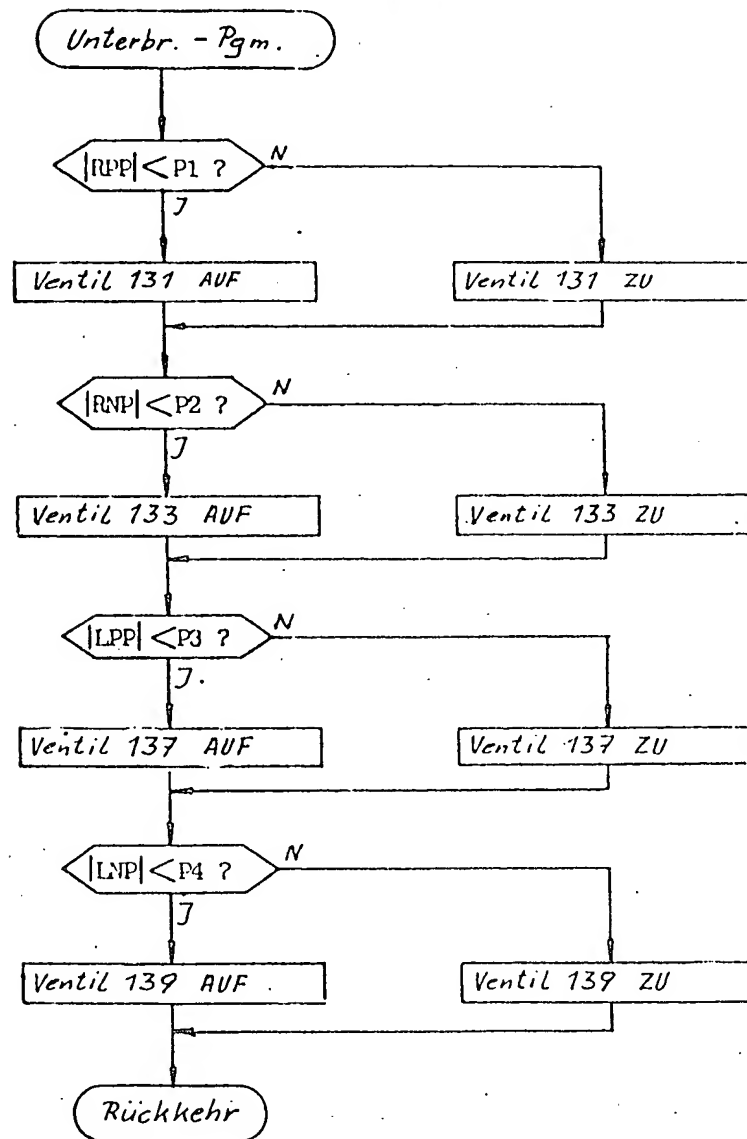 Unterbr. - Pgm.
|RPP| < P1 ?
N
J
Ventil 131 AUF
Ventil 131 ZU
|RNP| < P2 ?
N
J
Ventil 133 AUF
Ventil 133 ZU
|LPP| < P3 ?
N
J.
Ventil 137 AUF
Ventil 137 ZU
|LNP| < P4 ?
N
J
Ventil 139 AUF
Ventil 139 ZU
Rückkehr